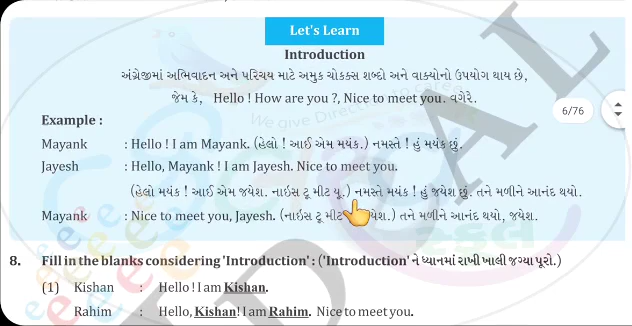 Let's Learn
Introduction
અંગ્રેજીમાં અભિવાદન અને પરિચય માટે અમુક ચોક્કસ શબ્દો અને વાક્યોનો ઉપયોગ થાય છે,
જેમ કે, Hello ! How are you ?, Nice to meet you. વગેરે.
6/76
Example :
Mayank : Hello ! I am Mayank. (હેલો ! આઈ એમ મયંક.) નમસ્તે ! હું મયંક છું.
Jayesh : Hello, Mayank ! I am Jayesh. Nice to meet you.
(હેલો મયંક ! આઈ એમ જયેશ. નાઇસ ટૂ મીટ યૂ.) નમસ્તે મયંક ! હું જયેશ છું. તને મળીને આનંદ થયો.
Mayank : Nice to meet you, Jayesh. (નાઇસ ટૂ મીટ તને મળીને આનંદ થયો, જયેશ.
8. Fill in the blanks considering 'Introduction' : ('Introduction' ને ધ્યાનમાં રાખી ખાલી જગ્યા પૂરો.)
(1) Kishan : Hello! I am Kishan.
Rahim : Hello, Kishan! I am Rahim. Nice to meet you.